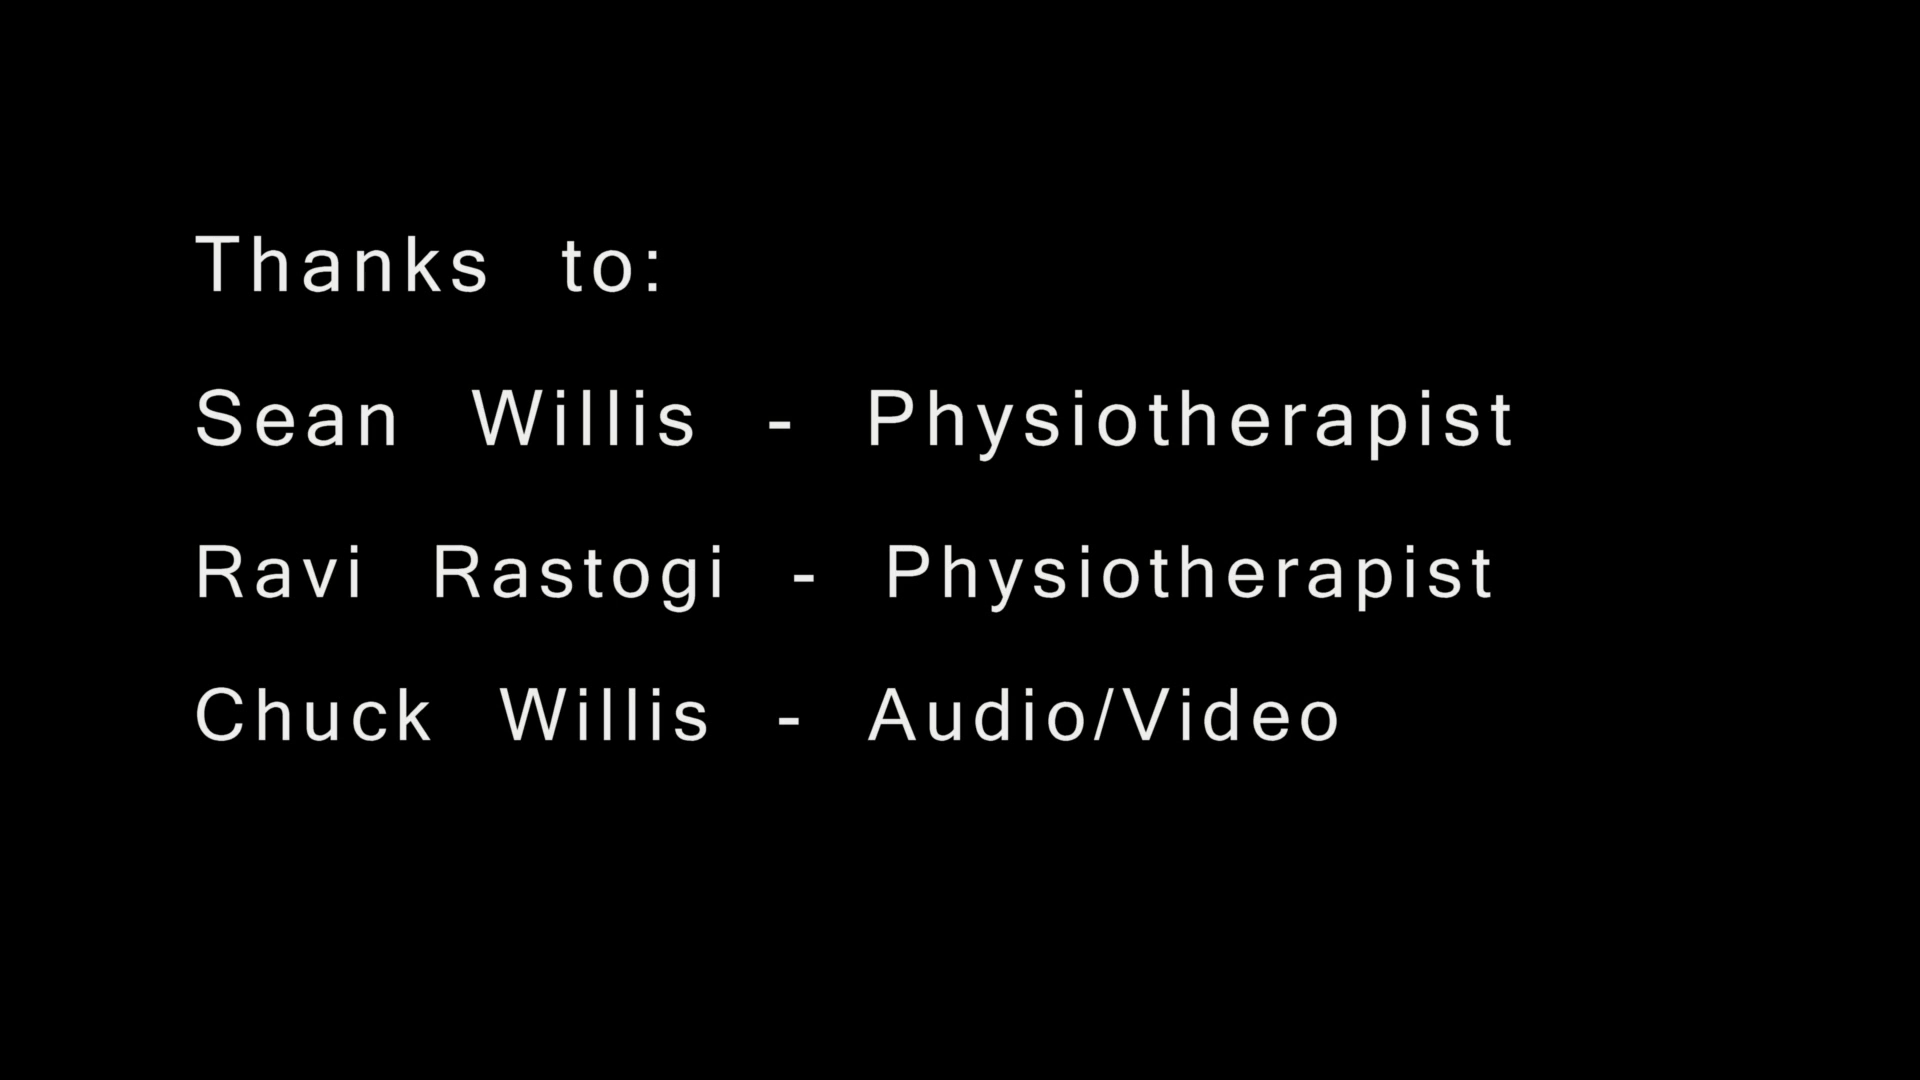 Thanks to:
Sean Willis - Physiotherapist
Ravi Rastogi - Physiotherapist
Chuck Willis - Audio/Video